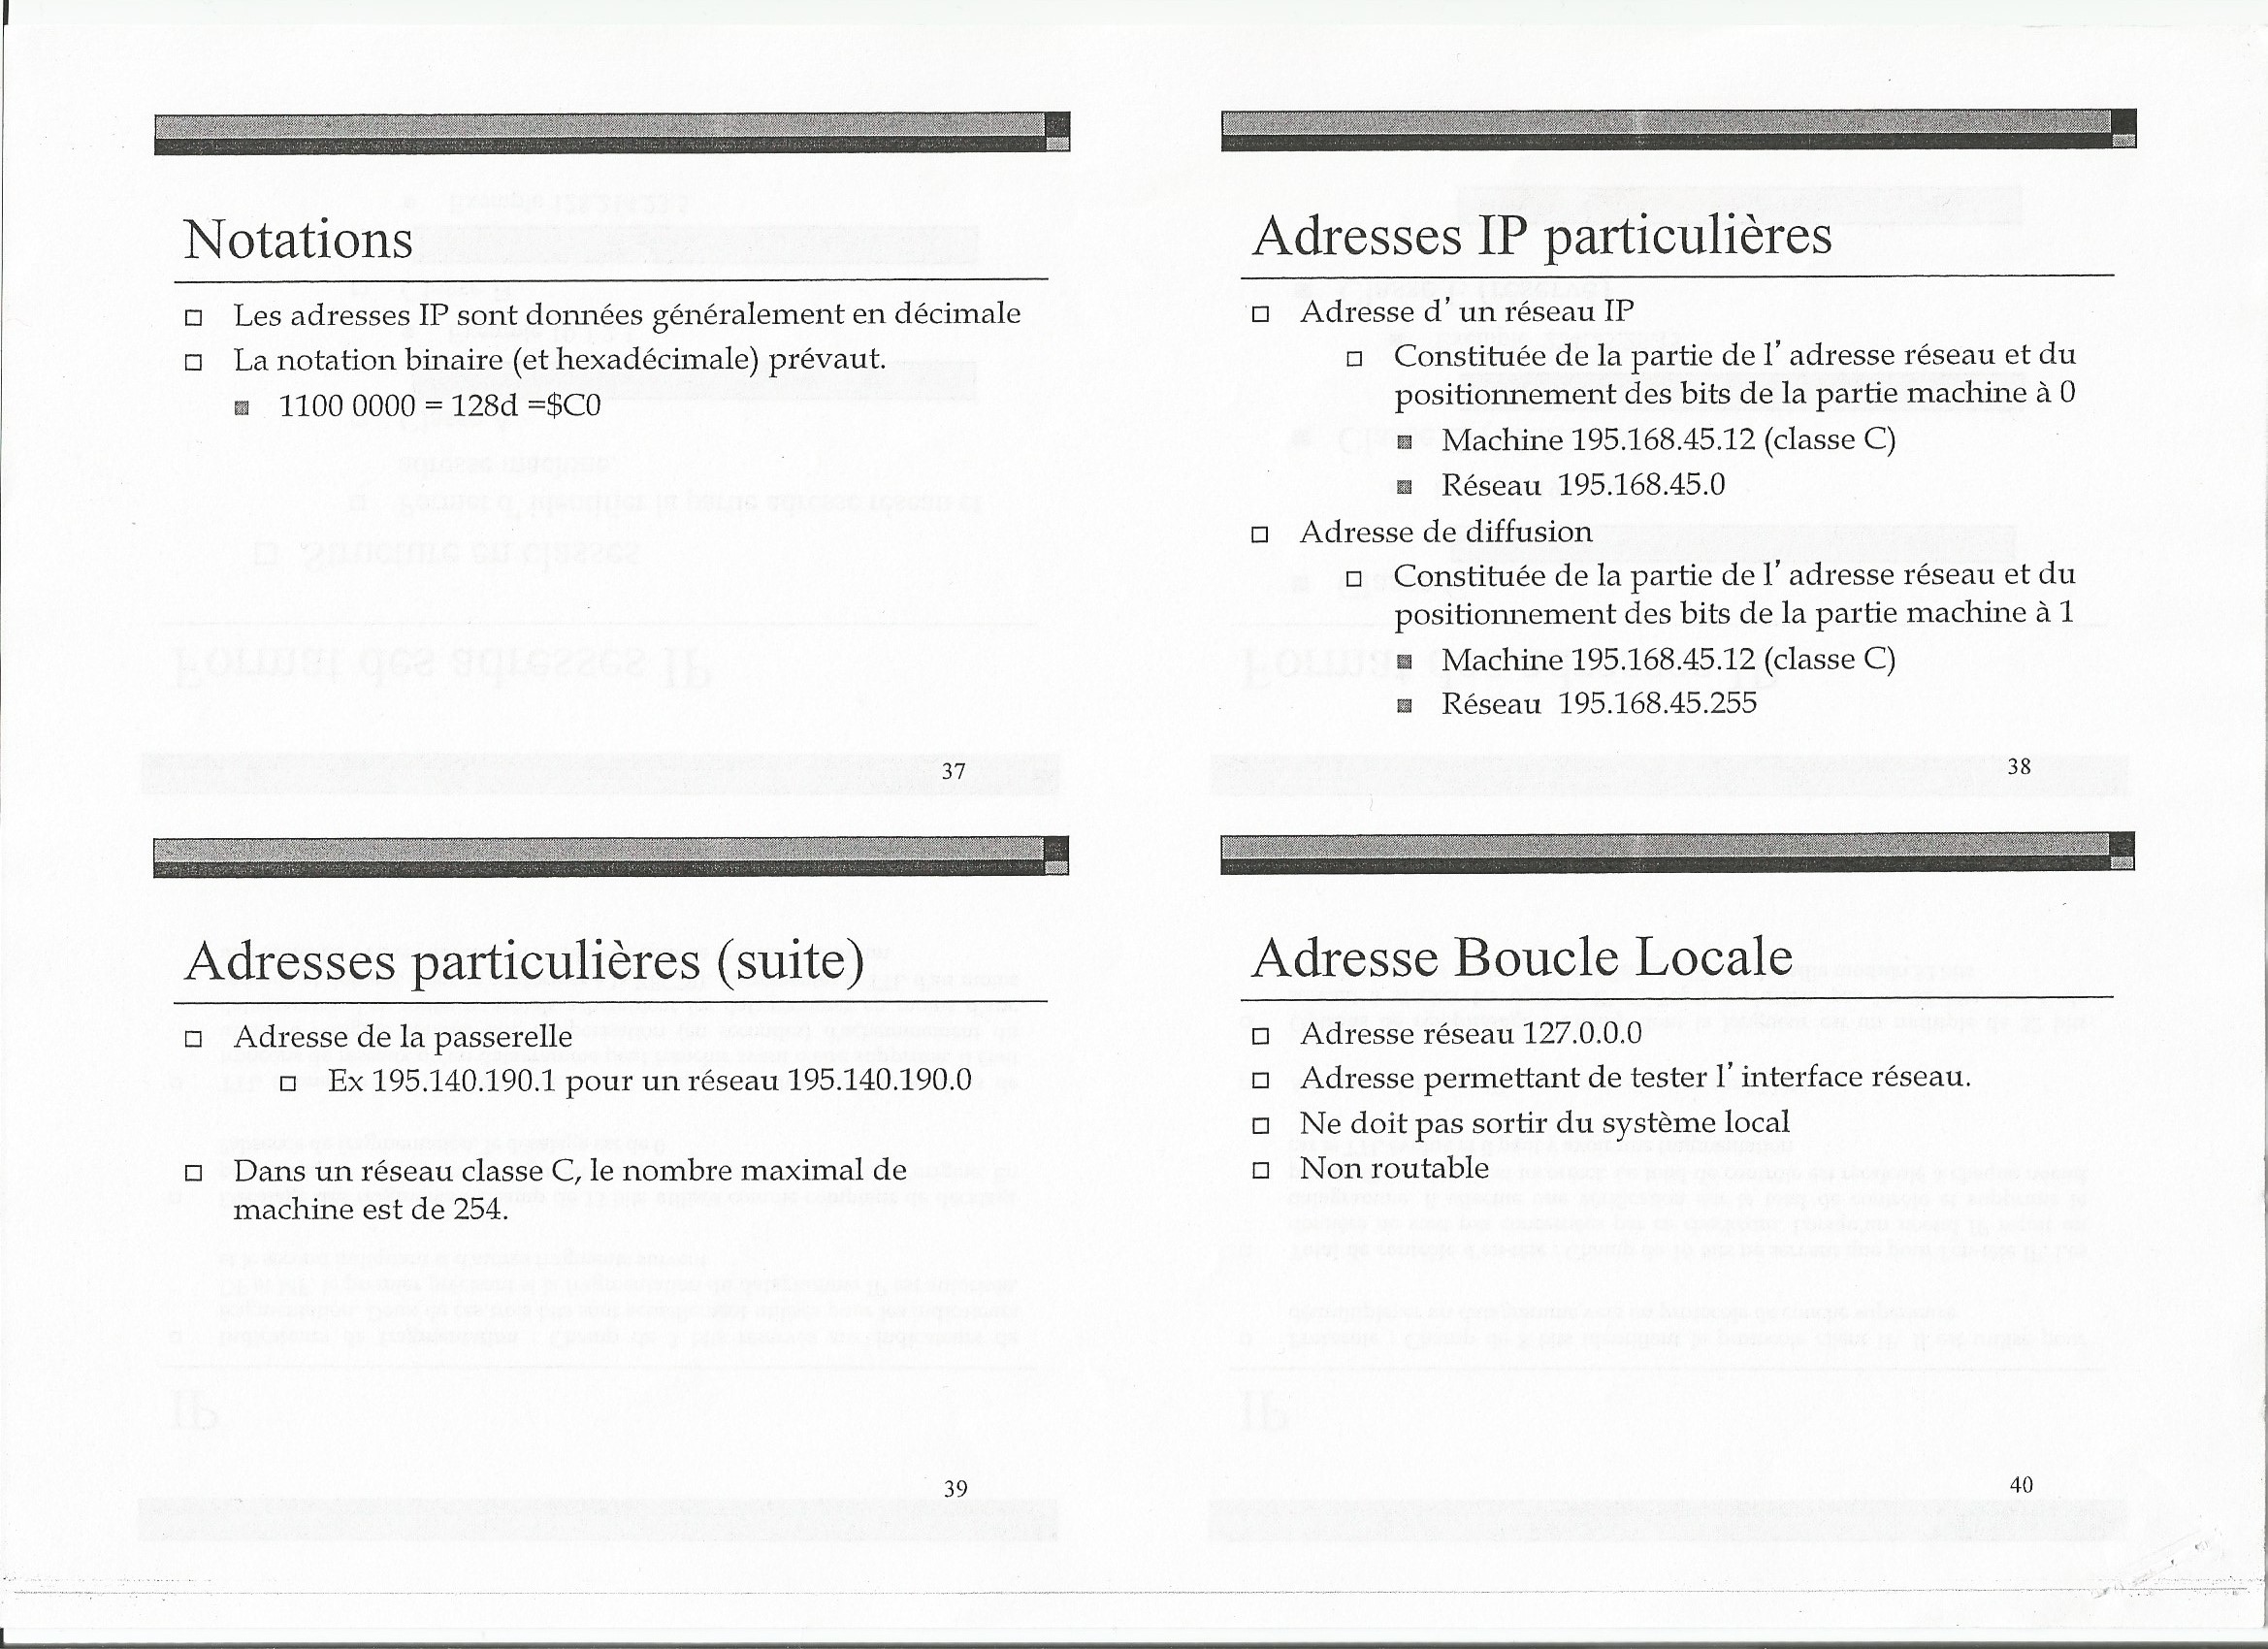 Notations
□ Les adresses IP sont données généralement en décimale
□ La notation binaire (et hexadécimale) prévaut.
■ 1100 0000 = 128d =$C0
37
Adresses IP particulières
□ Adresse d' un réseau IP
□ Constituée de la partie de l' adresse réseau et du
positionnement des bits de la partie machine à 0
■ Machine 195.168.45.12 (classe C)
■ Réseau 195.168.45.0
□ Adresse de diffusion
□ Constituée de la partie de l' adresse réseau et du
positionnement des bits de la partie machine à 1
■ Machine 195.168.45.12 (classe C)
■ Réseau 195.168.45.255
38
Adresses particulières (suite)
□ Adresse de la passerelle
□ Ex 195.140.190.1 pour un réseau 195.140.190.0
□ Dans un réseau classe C, le nombre maximal de
machine est de 254.
39
Adresse Boucle Locale
□ Adresse réseau 127.0.0.0
□ Adresse permettant de tester l' interface réseau.
□ Ne doit pas sortir du système local
□ Non routable
40